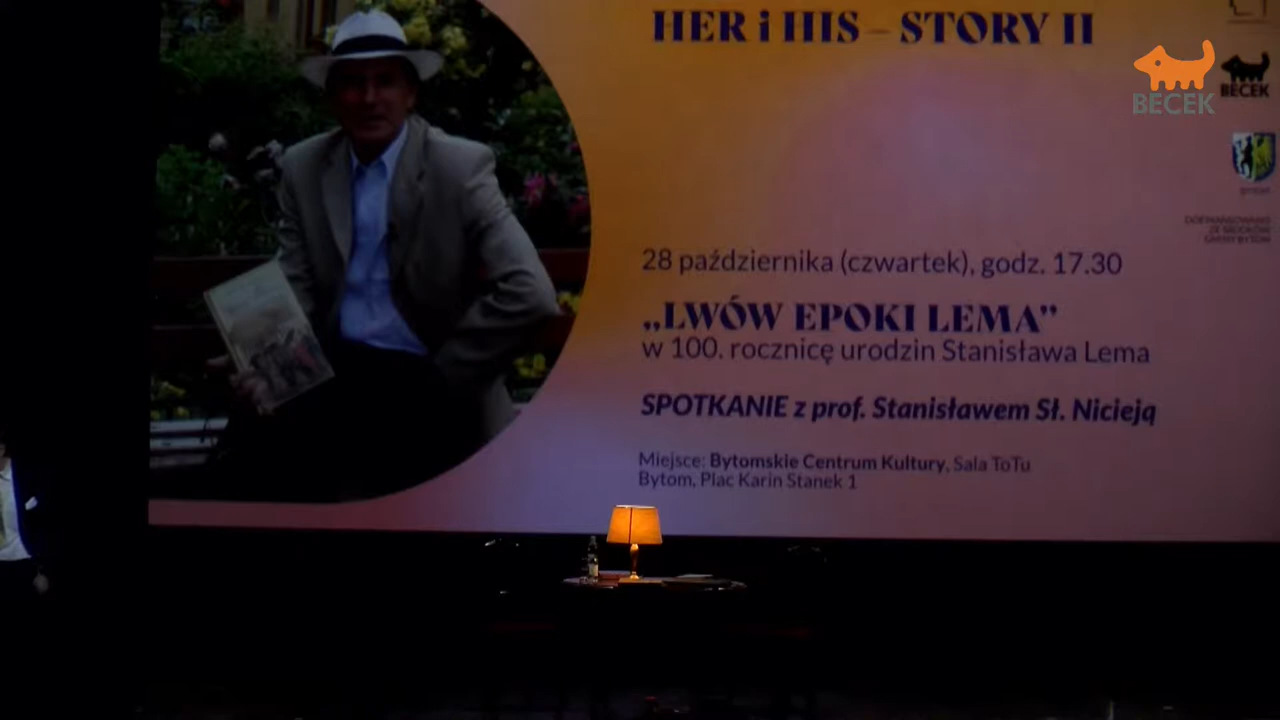 HER i HIS – STORY II
BECEK
BECEK
28 października (czwartek), godz. 17.30
„LWÓW EPOKI LEMA”
w 100. rocznicę urodzin Stanisława Lema
SPOTKANIE z prof. Stanisławem Sł. Nicieją
Miejsce: Bytomskie Centrum Kultury, Sala ToTu
Bytom, Plac Karin Stanek 1